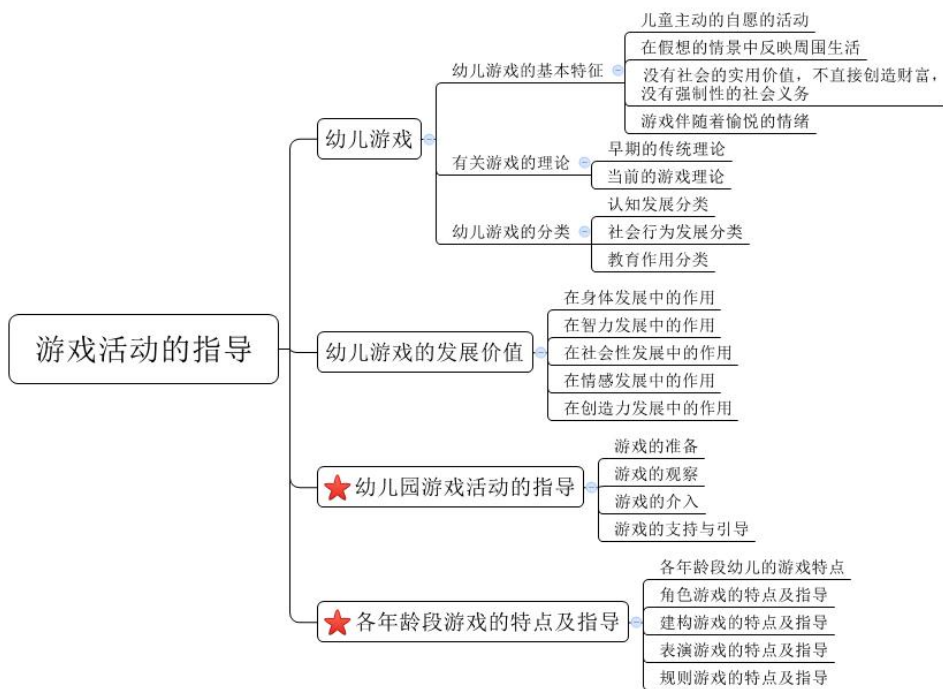 游戏活动的指导
幼儿游戏
幼儿游戏的基本特征
儿童主动的自愿的活动
在假想的情景中反映周围生活
没有社会的实用价值，不直接创造财富，
没有强制性的社会义务
游戏伴随着愉悦的情绪
有关游戏的理论
早期的传统理论
当前的游戏理论
幼儿游戏的分类
认知发展分类
社会行为发展分类
教育作用分类
幼儿游戏的发展价值
在身体发展中的作用
在智力发展中的作用
在社会性发展中的作用
在情感发展中的作用
在创造力发展中的作用
幼儿园游戏活动的指导
游戏的准备
游戏的观察
游戏的介入
游戏的支持与引导
各年龄段游戏的特点及指导
各年龄段幼儿的游戏特点
角色游戏的特点及指导
建构游戏的特点及指导
表演游戏的特点及指导
规则游戏的特点及指导